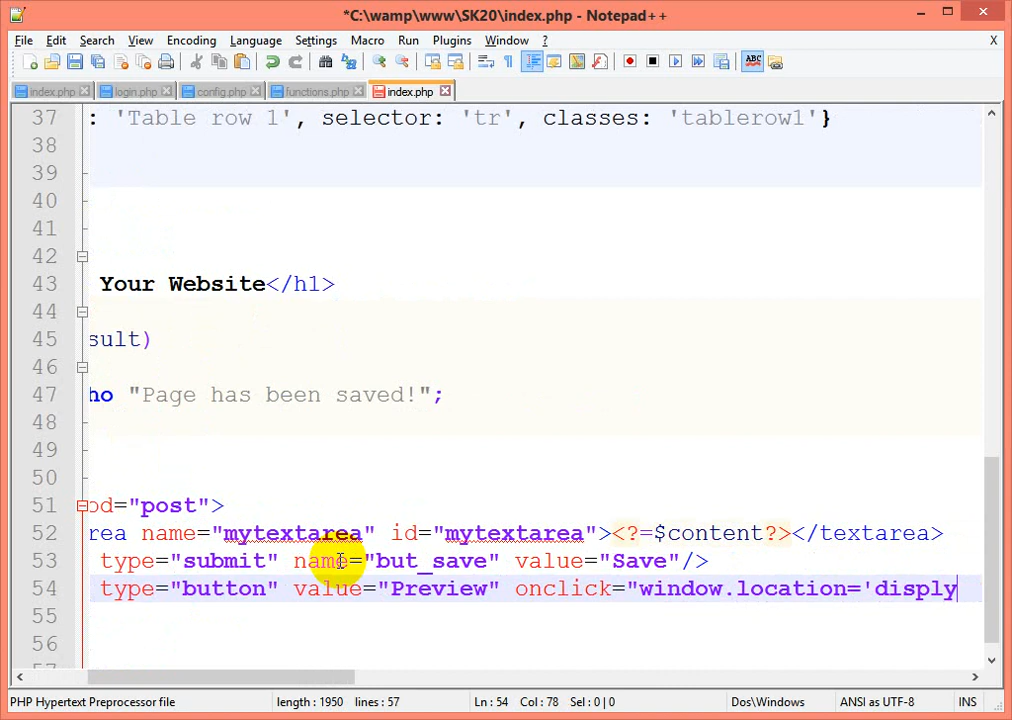 *C:\wamp\www\SK20\index.php - Notepad++
File Edit Search View Encoding Language Settings Macro Run Plugins Window ? X
index.php login.php config.php functions.php index.php
37 : 'Table row 1', selector: 'tr', classes: 'tablerow1'}
38
39
40
41
42
43 Your Website</h1>
44
45 sult)
46
47 ho "Page has been saved!";
48
49
50
51 od="post">
52 rea name="mytextarea" id="mytextarea"><?=$content?></textarea>
53 type="submit" name="but_save" value="Save"/>
54 type="button" value="Preview" onclick="window.location='disply
55
56
57
PHP Hypertext Preprocessor file length : 1950 lines : 57 Ln : 54 Col : 78 Sel : 0 | 0 Dos\Windows ANSI as UTF-8 INS